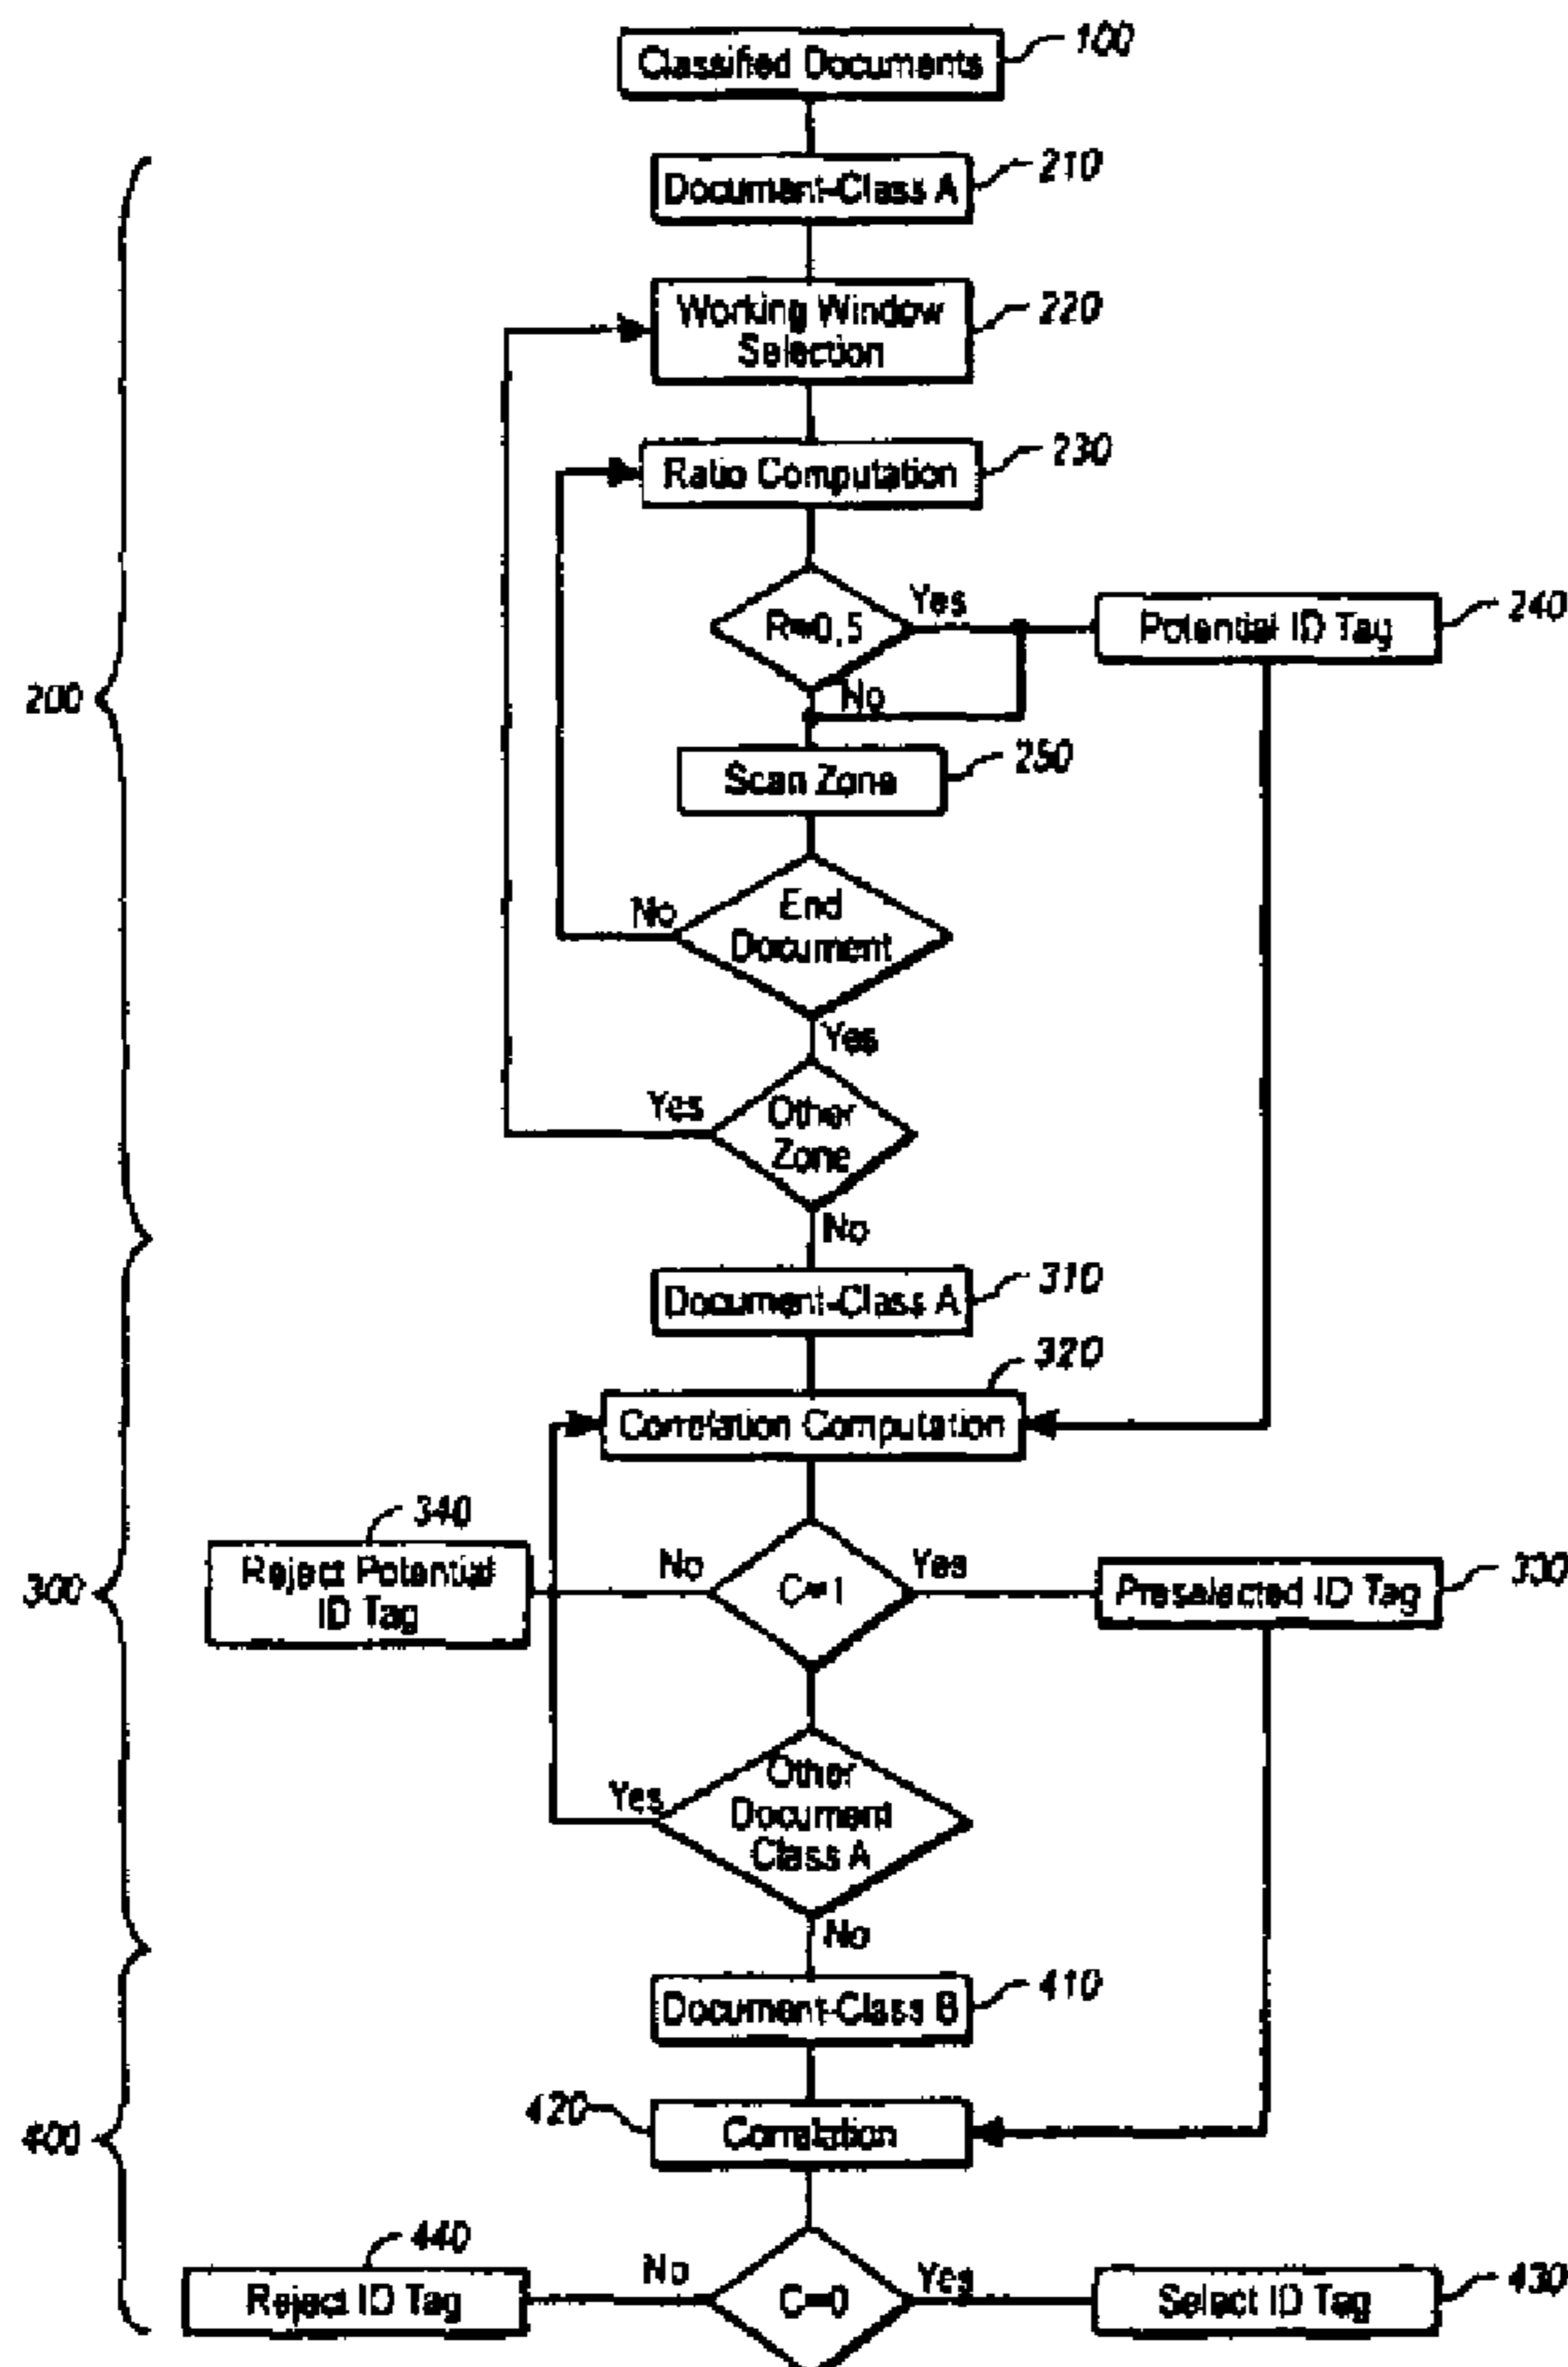 Classified Documents
100
Document-Class A
210
Working Window
Selection
220
Ratio Computation
230
R=0,5
Yes
No
Potential ID Tag
240
200
Scan Zone
250
End
Document
No
Yes
Other
Zone
Yes
No
Document-Class A
310
Correlation Computation
320
340
Reject Potential
ID Tag
No
C=1
Yes
Preselected ID Tag
330
300
Other
Document
Class A
Yes
No
Document-Class B
410
420
Correlation
400
440
Reject ID Tag
No
C=0
Yes
Select ID Tag
430